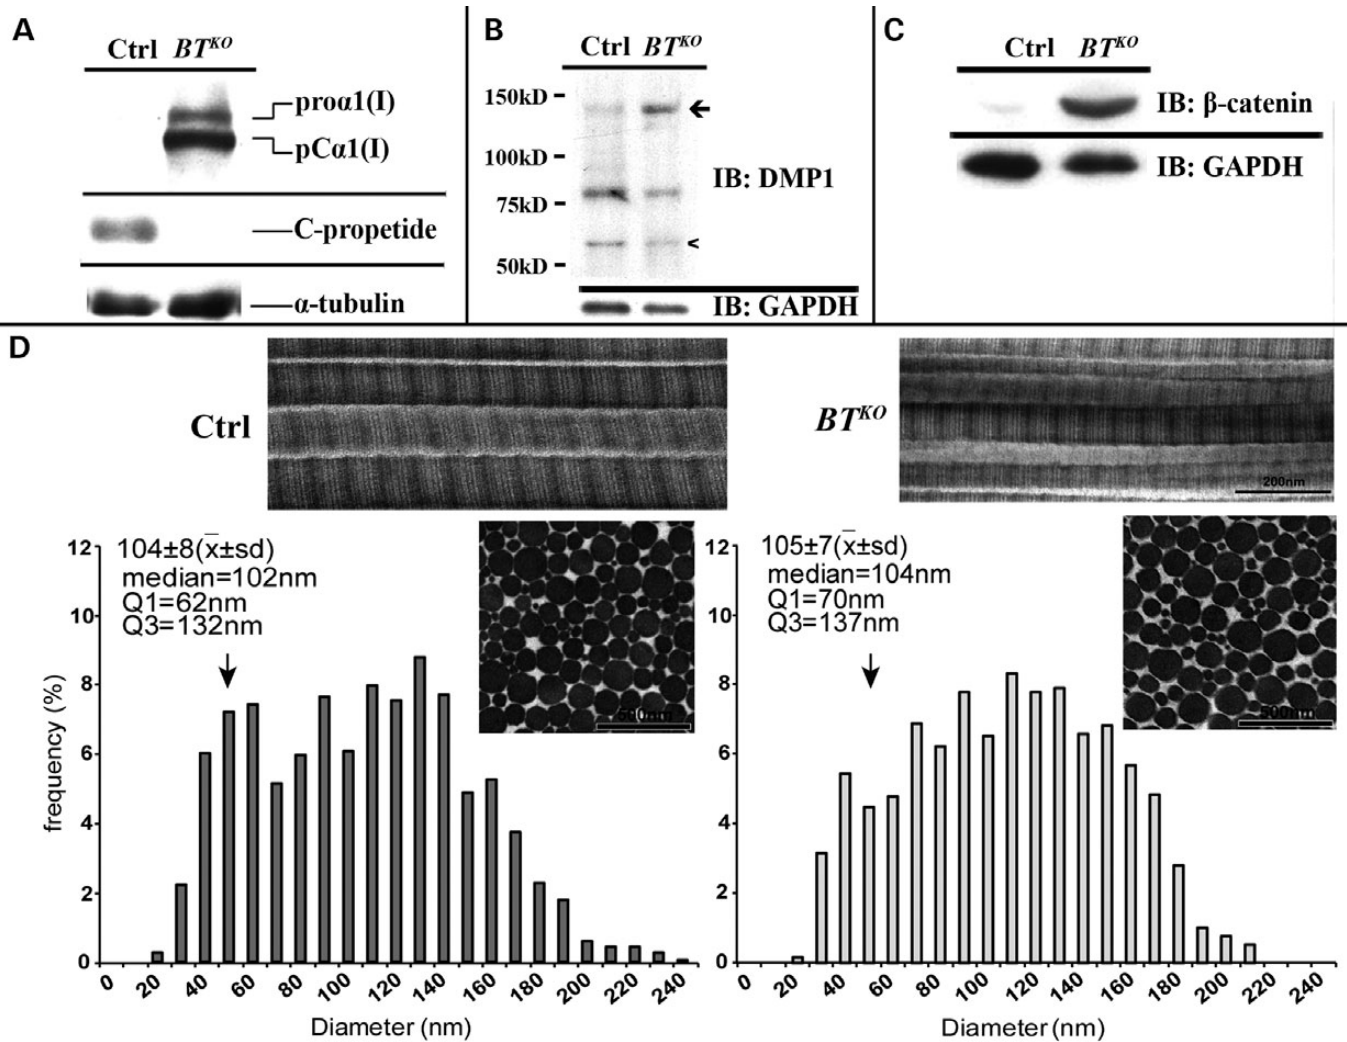 A
Ctrl BT^KO
proα1(I)
pCα1(I)
C-propetide
α-tubulin
B
Ctrl BT^KO
150kD
100kD
75kD
50kD
IB: DMP1
<
IB: GAPDH
C
Ctrl BT^KO
IB: β-catenin
IB: GAPDH
D
Ctrl
BT^KO
200nm
104±8(x̄±sd)
median=102nm
Q1=62nm
Q3=132nm
500nm
frequency (%)
12
10
8
6
4
2
0
0 20 40 60 80 100 120 140 160 180 200 220 240
Diameter (nm)
105±7(x̄±sd)
median=104nm
Q1=70nm
Q3=137nm
500nm
12
10
8
6
4
2
0
0 20 40 60 80 100 120 140 160 180 200 220 240
Diameter (nm)